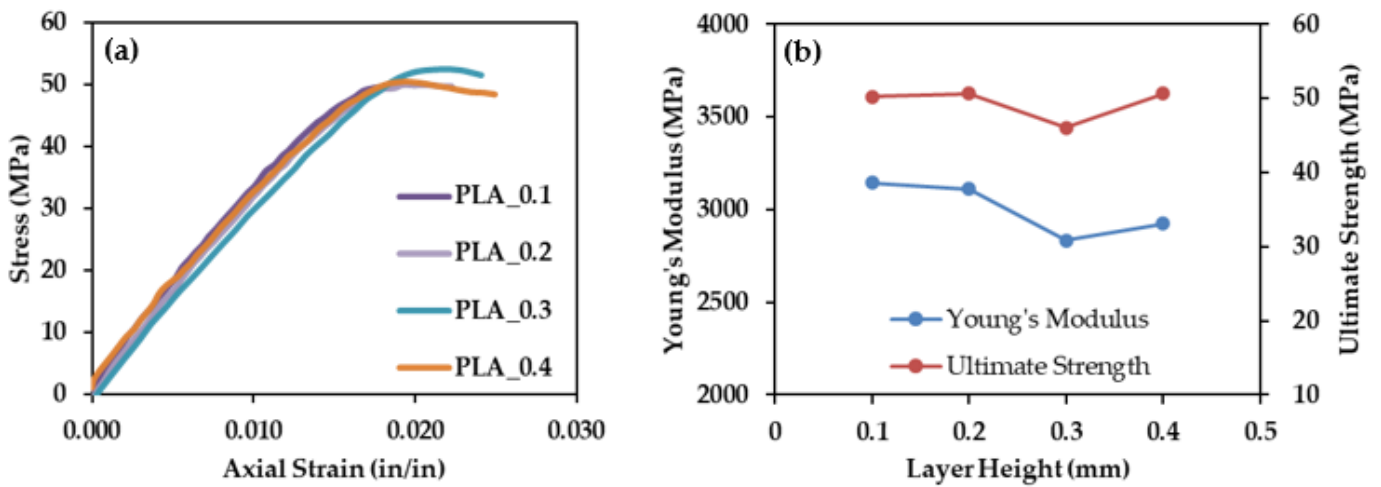 (a)
Stress (MPa)
60
50
40
30
20
10
0
0.000
0.010
0.020
0.030
Axial Strain (in/in)
PLA_0.1
PLA_0.2
PLA_0.3
PLA_0.4
(b)
Young's Modulus (MPa)
4000
3500
3000
2500
2000
0
0.1
0.2
0.3
0.4
0.5
Layer Height (mm)
Young's Modulus
Ultimate Strength
60
50
40
30
20
10
Ultimate Strength (MPa)